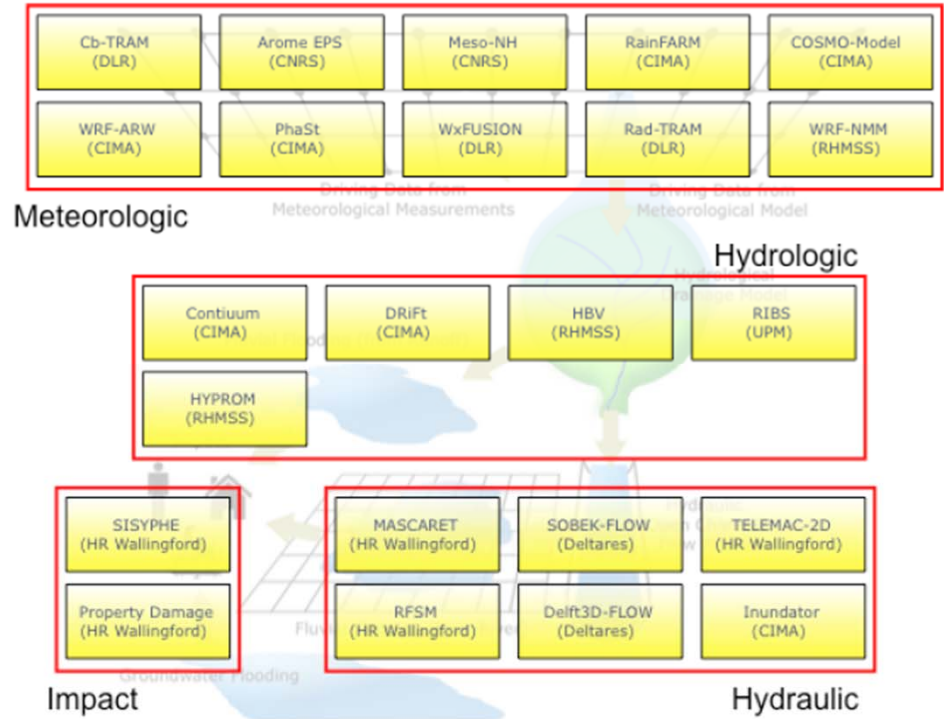 Cb-TRAM
(DLR)
Arome EPS
(CNRS)
Meso-NH
(CNRS)
RainFARM
(CIMA)
COSMO-Model
(CIMA)
WRF-ARW
(CIMA)
PhaSt
(CIMA)
WxFUSION
(DLR)
Rad-TRAM
(DLR)
WRF-NMM
(RHMSS)
Driving Data from
Meteorological Measurements
Driving Data from
Meteorological Model
Meteorologic
Hydrologic
Hydrological
Drainage Model
Contiuum
(CIMA)
DRiFt
(CIMA)
HBV
(RHMSS)
RIBS
(UPM)
HYPROM
(RHMSS)
SISYPHE
(HR Wallingford)
Property Damage
(HR Wallingford)
MASCARET
(HR Wallingford)
SOBEK-FLOW
(Deltares)
TELEMAC-2D
(HR Wallingford)
RFSM
(HR Wallingford)
Delft3D-FLOW
(Deltares)
Inundator
(CIMA)
Groundwater Flooding
Impact
Hydraulic